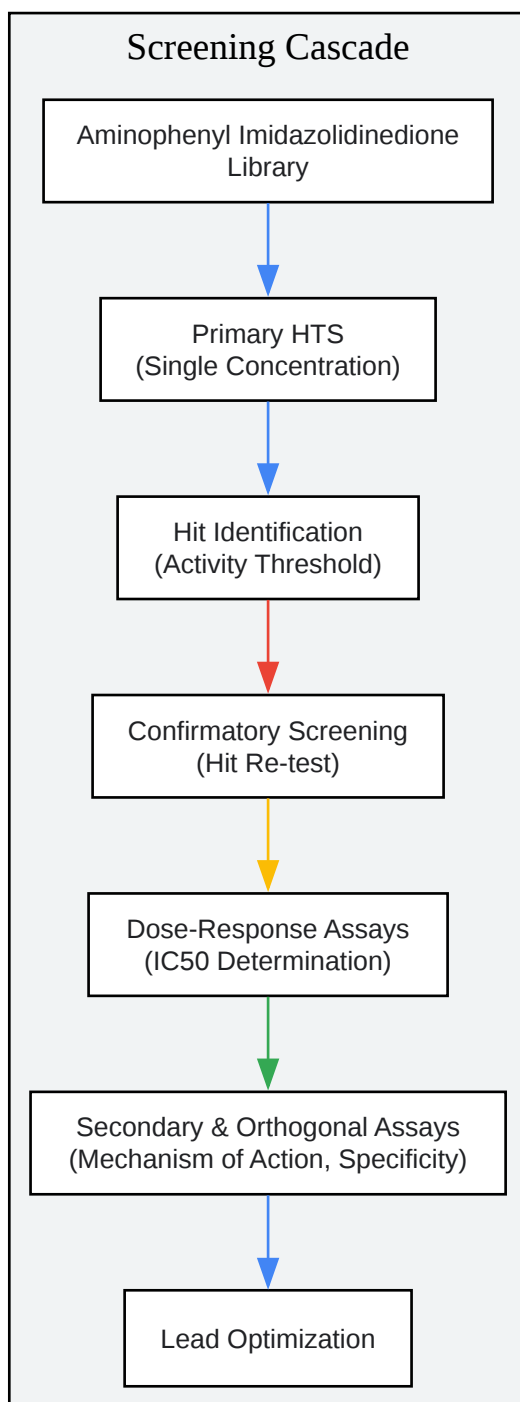 Screening Cascade
Aminophenyl Imidazolidinedione
Library
Primary HTS
(Single Concentration)
Hit Identification
(Activity Threshold)
Confirmatory Screening
(Hit Re-test)
Dose-Response Assays
(IC50 Determination)
Secondary & Orthogonal Assays
(Mechanism of Action, Specificity)
Lead Optimization